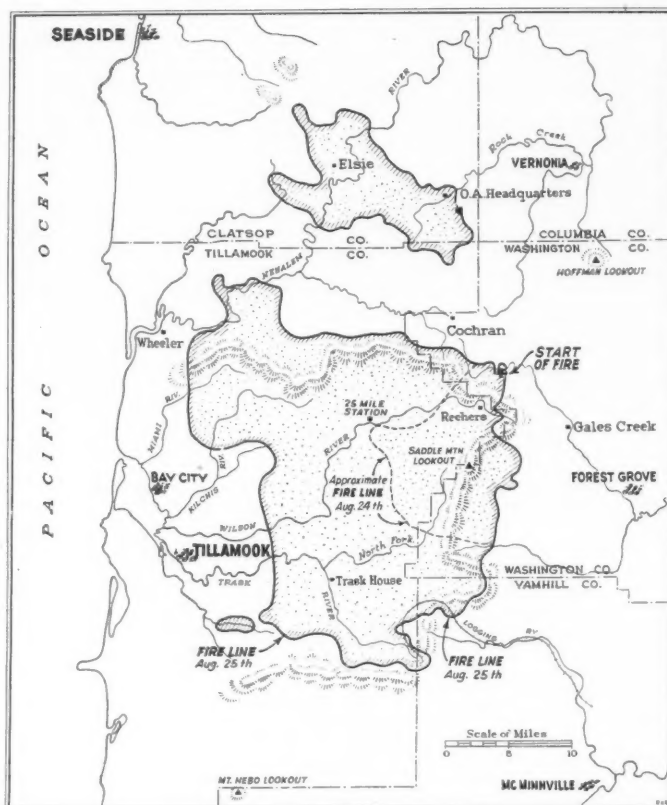 SEASIDE
PACIFIC OCEAN
RIVER
Rock Creek
VERNONIA
Elsie
O.A. Headquarters
CLATSOP CO.
TILLAMOOK CO.
COLUMBIA CO.
WASHINGTON CO.
HOFFMAN LOOKOUT
NEHALEM
Wheeler
Cochran
START
OF FIRE
MIAMI RIV.
25 MILE
STATION
Reehers
Gales Creek
RIVER
SADDLE MTN
LOOKOUT
BAY CITY
KILCHIS RIV
Approximate
FIRE LINE
Aug. 24th
FOREST GROVE
WILSON
TILLAMOOK
North Fork
TRASK
Trask House
WASHINGTON CO.
YAMHILL CO.
RIVER
FIRE LINE
Aug. 25th
FIRE LINE
Aug. 25th
LOGGING RY
Scale of Miles
0 5 10
MT. HEBO LOOKOUT
MC MINNVILLE